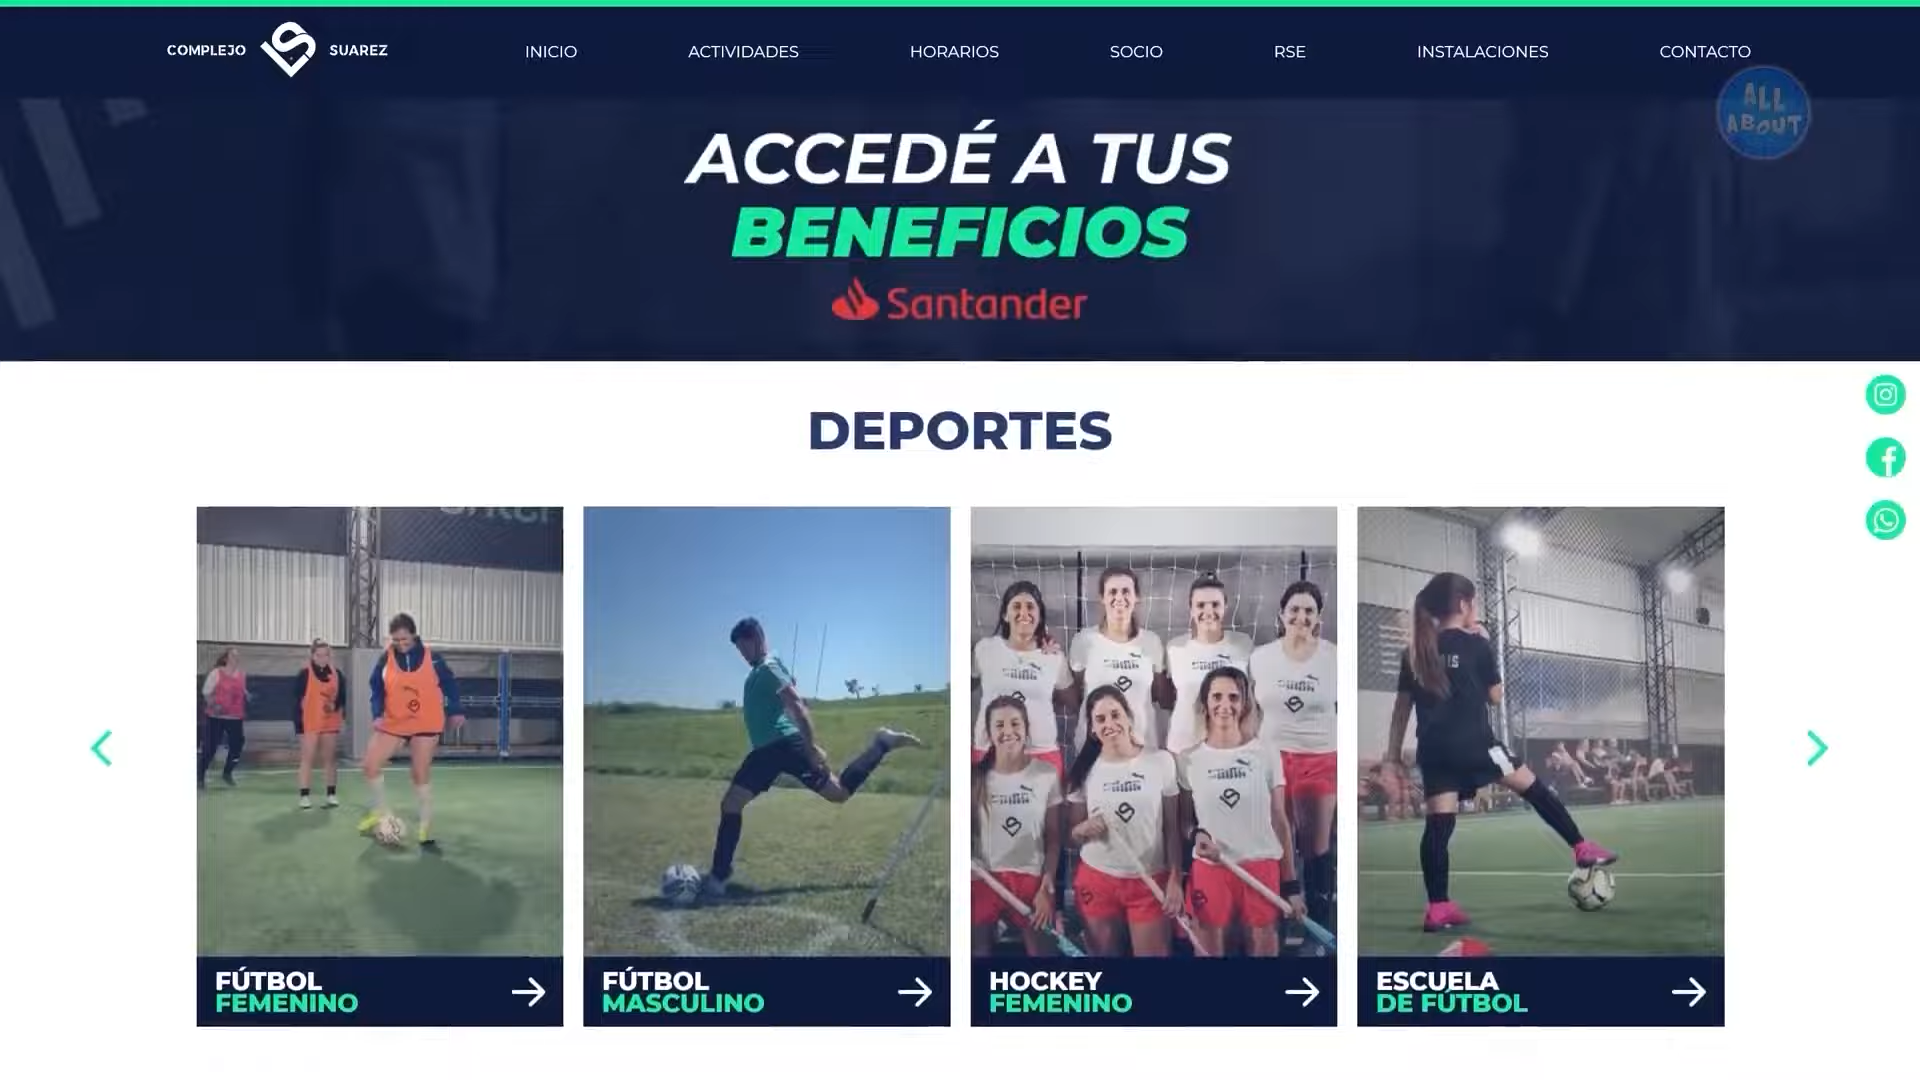 COMPLEJO SUAREZ
INICIO
ACTIVIDADES
HORARIOS
SOCIO
RSE
INSTALACIONES
CONTACTO
ALL
ABOUT
ACCEDÉ A TUS
BENEFICIOS
Santander
DEPORTES
FÚTBOL
FEMENINO
FÚTBOL
MASCULINO
HOCKEY
FEMENINO
ESCUELA
DE FÚTBOL